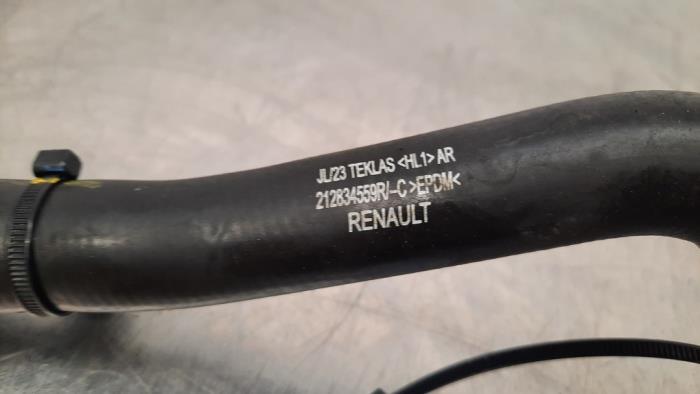 JL/23 TEKLAS <HL1> AR
212834559R/--C >EPDM<
RENAULT